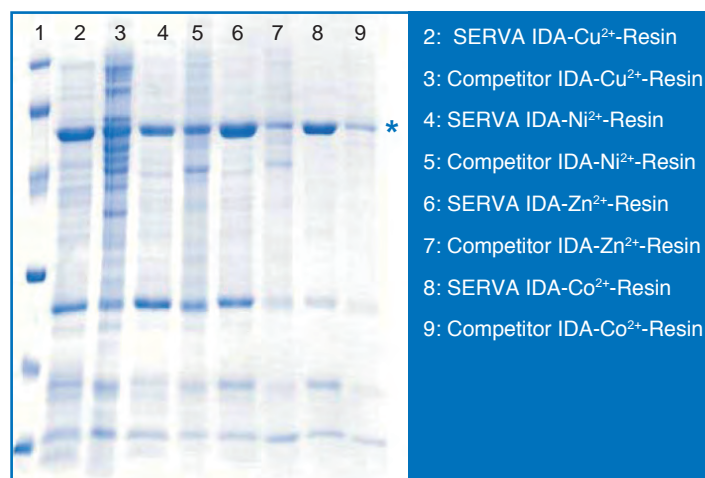 1 2 3 4 5 6 7 8 9
*
2: SERVA IDA-Cu²⁺-Resin
3: Competitor IDA-Cu²⁺-Resin
4: SERVA IDA-Ni²⁺-Resin
5: Competitor IDA-Ni²⁺-Resin
6: SERVA IDA-Zn²⁺-Resin
7: Competitor IDA-Zn²⁺-Resin
8: SERVA IDA-Co²⁺-Resin
9: Competitor IDA-Co²⁺-Resin